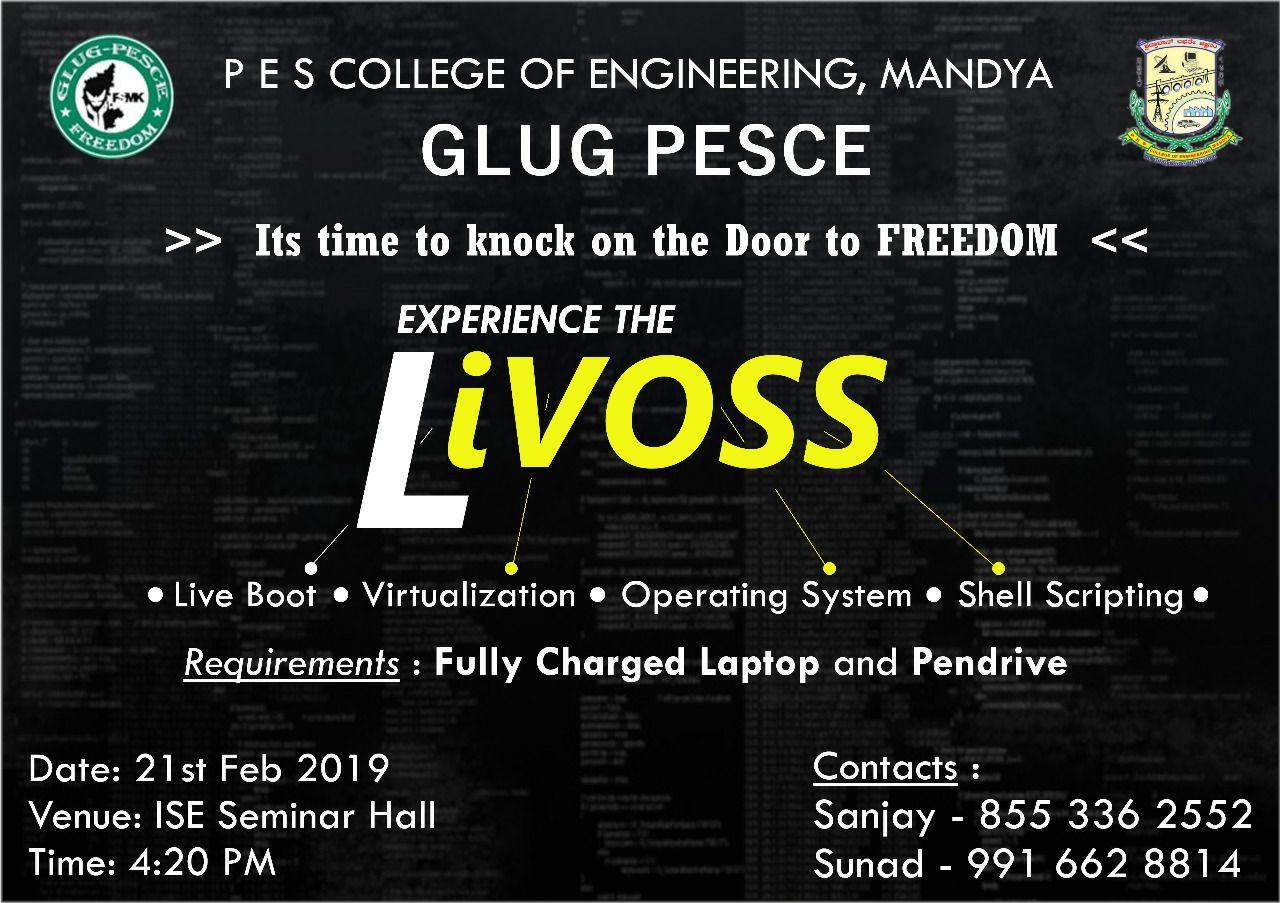 GLUG-PESCE
FSMK
FREEDOM
P E S COLLEGE OF ENGINEERING, MANDYA
GLUG PESCE
>> Its time to knock on the Door to FREEDOM <<
EXPERIENCE THE
LiVOSS
• Live Boot • Virtualization • Operating System • Shell Scripting •
Requirements : Fully Charged Laptop and Pendrive
Date: 21st Feb 2019
Venue: ISE Seminar Hall
Time: 4:20 PM
Contacts :
Sanjay - 855 336 2552
Sunad - 991 662 8814